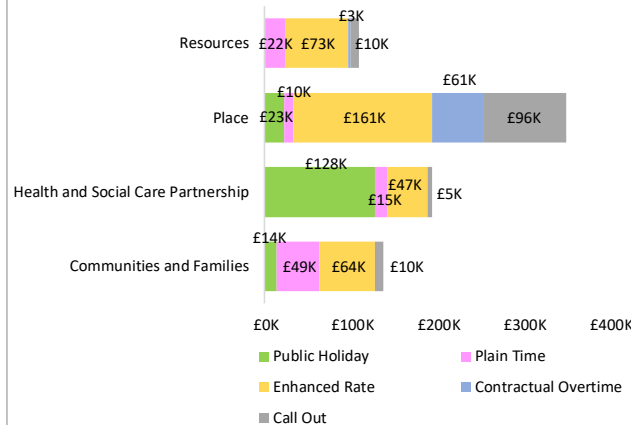 £3K
Resources £22K £73K £10K
£10K £61K
Place £23K £161K £96K
£128K
Health and Social Care Partnership £15K £47K £5K
£14K
Communities and Families £49K £64K £10K
£0K £100K £200K £300K £400K
Public Holiday Plain Time
Enhanced Rate Contractual Overtime
Call Out